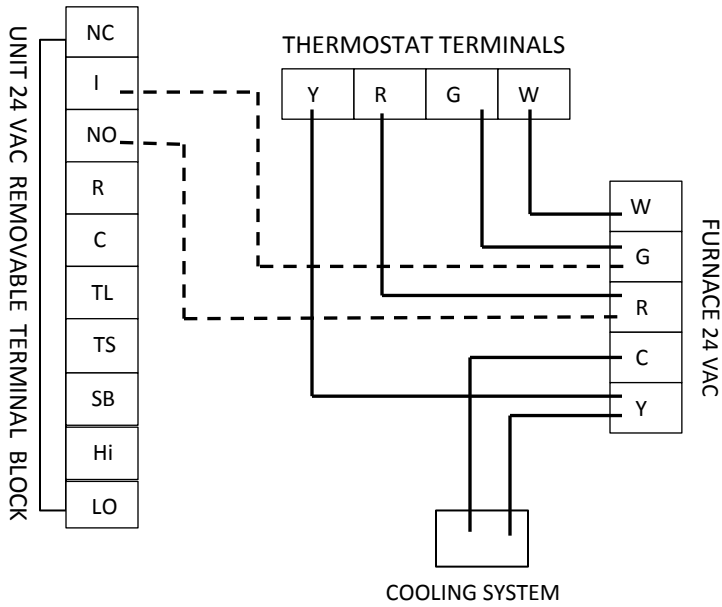 UNIT 24 VAC REMOVABLE TERMINAL BLOCK
NC
I
NO
R
C
TL
TS
SB
Hi
LO
THERMOSTAT TERMINALS
Y R G W
W
G
R
C
Y
FURNACE 24 VAC
COOLING SYSTEM